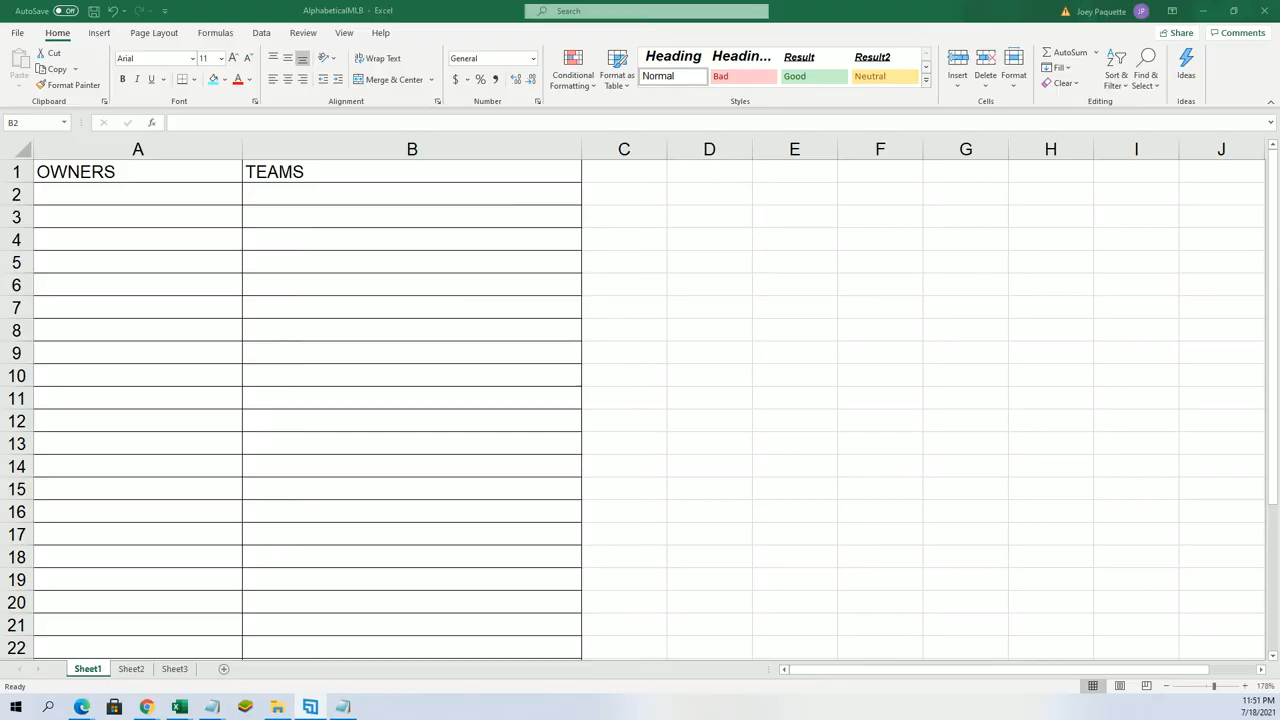 AutoSave Off AlphabeticalMLB - Excel Search Joey Paquette JP
File Home Insert Page Layout Formulas Data Review View Help Share Comments
Paste Cut Copy Format Painter Clipboard
Arial 11 A A B I U A Font
Wrap Text Merge & Center Alignment
General $ % Number
Conditional Formatting Format as Table
Heading Headin... Result Result2
Normal Bad Good Neutral
Styles
Insert Delete Format Cells
AutoSum Fill Clear Sort & Filter Find & Select Editing
Ideas Ideas
B2 fx
A B C D E F G H I J
1 OWNERS TEAMS
2
3
4
5
6
7
8
9
10
11
12
13
14
15
16
17
18
19
20
21
22
Sheet1 Sheet2 Sheet3
Ready 178%
11:51 PM
7/18/2021